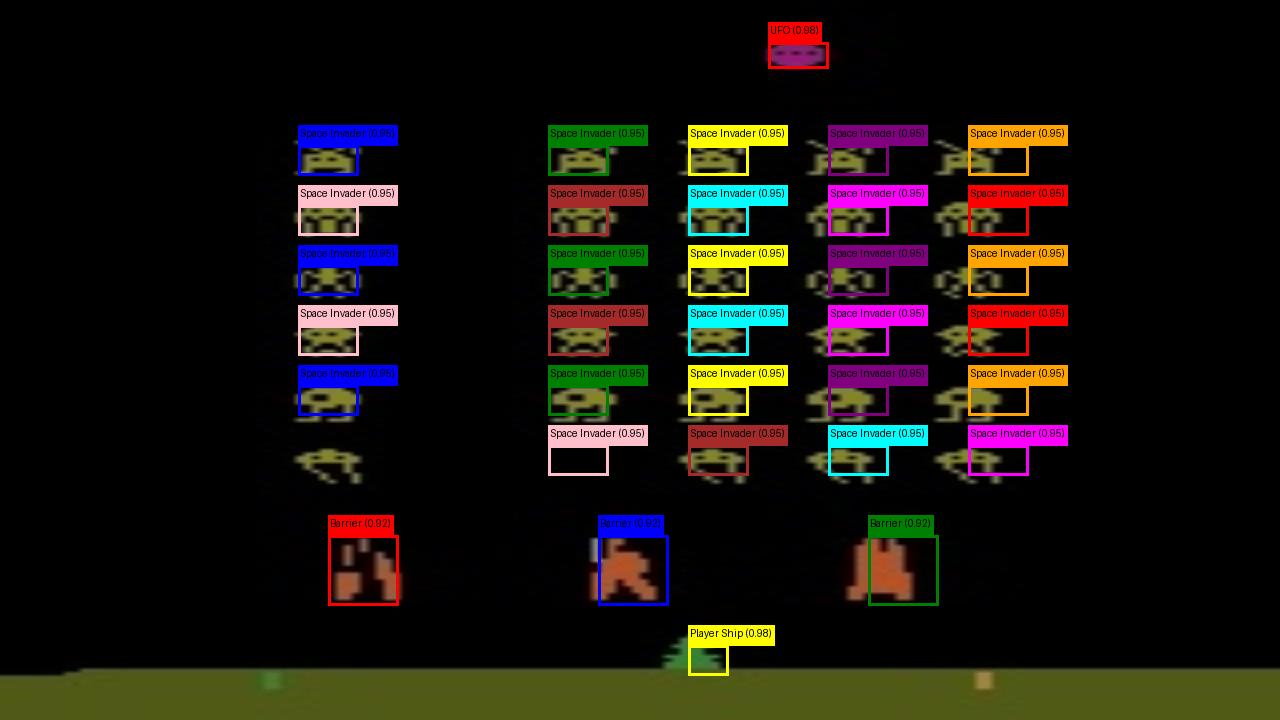 UFO (0.98)
Space Invader (0.95) Space Invader (0.95) Space Invader (0.95) Space Invader (0.95) Space Invader (0.95)
Space Invader (0.95) Space Invader (0.95) Space Invader (0.95) Space Invader (0.95) Space Invader (0.95)
Space Invader (0.95) Space Invader (0.95) Space Invader (0.95) Space Invader (0.95) Space Invader (0.95)
Space Invader (0.95) Space Invader (0.95) Space Invader (0.95) Space Invader (0.95) Space Invader (0.95)
Space Invader (0.95) Space Invader (0.95) Space Invader (0.95) Space Invader (0.95) Space Invader (0.95)
Space Invader (0.95) Space Invader (0.95) Space Invader (0.95) Space Invader (0.95)
Barrier (0.92) Barrier (0.92) Barrier (0.92)
Player Ship (0.98)